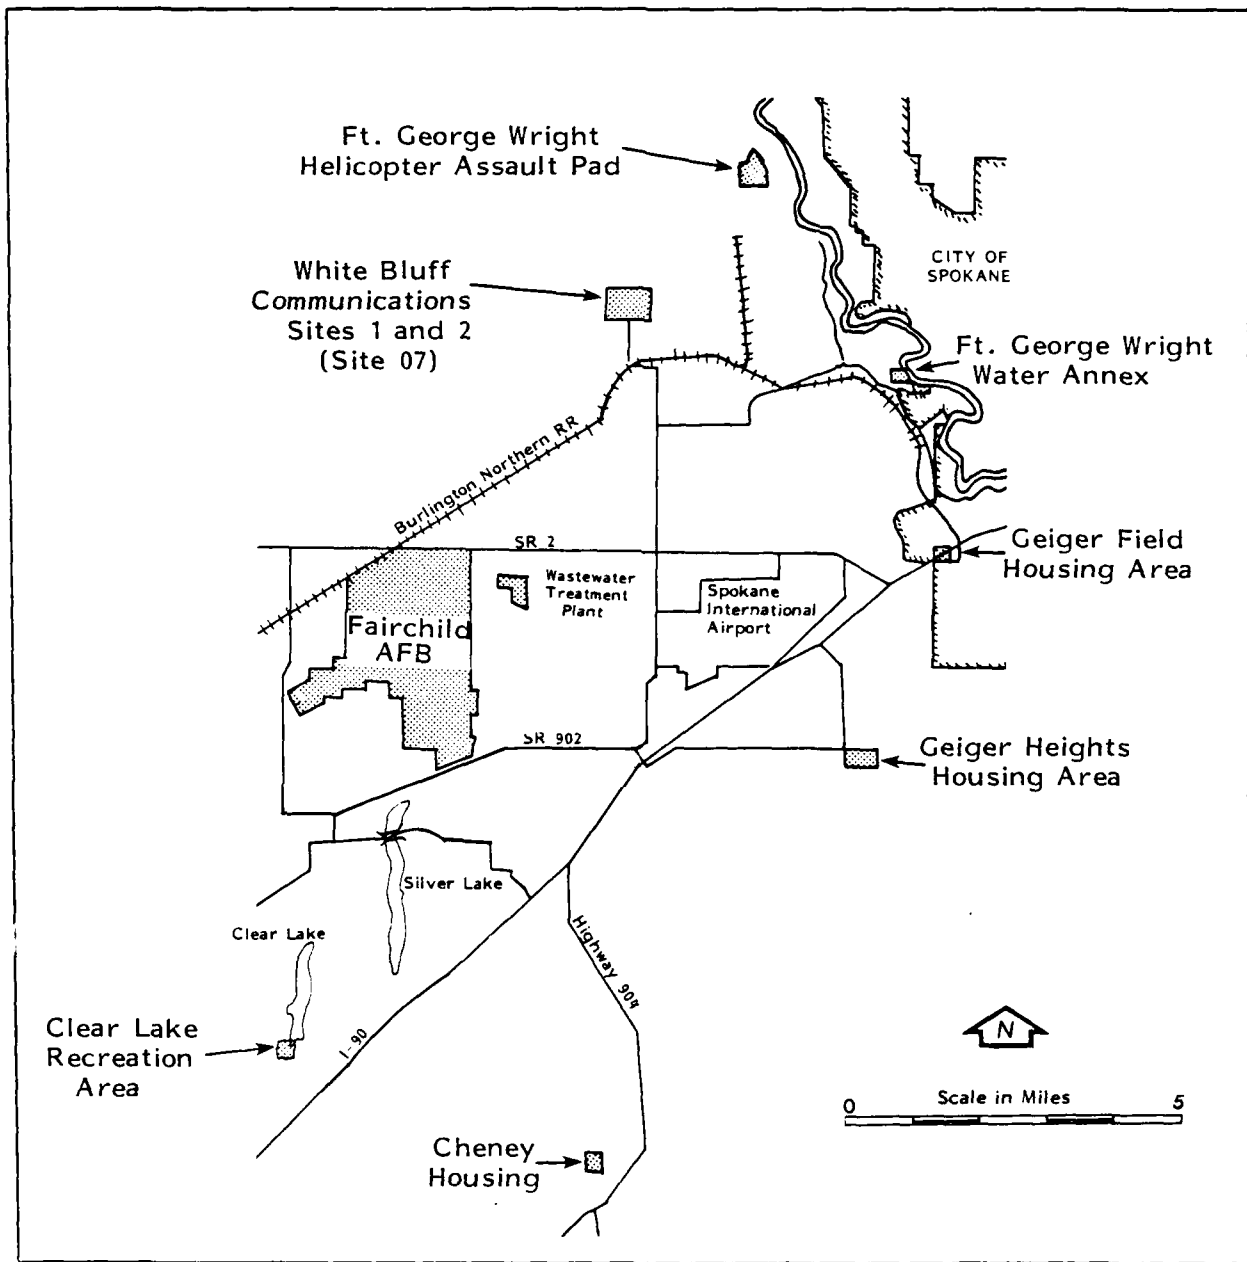 Ft. George Wright
Helicopter Assault Pad
CITY OF
SPOKANE
White Bluff
Communications
Sites 1 and 2
(Site 07)
Ft. George Wright
Water Annex
Burlington Northern RR
SR 2
Geiger Field
Housing Area
Wastewater
Treatment
Plant
Spokane
International
Airport
Fairchild
AFB
SR 902
Geiger Heights
Housing Area
Silver Lake
Clear Lake
Highway 904
Clear Lake
Recreation
Area
I-90
N
Scale in Miles
0
5
Cheney
Housing